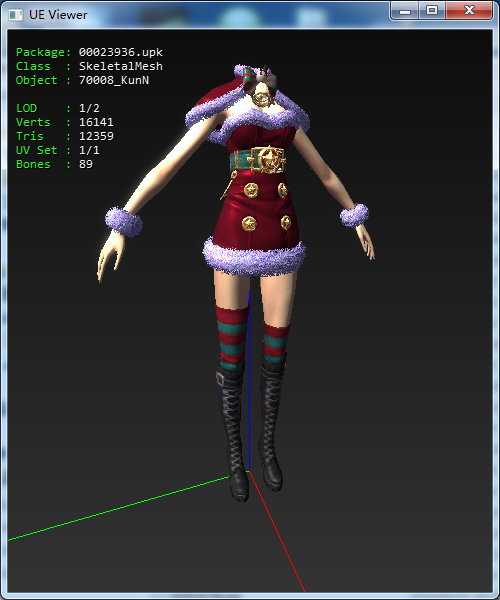 UE Viewer
Package: 00023936.upk
Class  : SkeletalMesh
Object : 70008_KunN
LOD    : 1/2
Verts  : 16141
Tris   : 12359
UV Set : 1/1
Bones  : 89